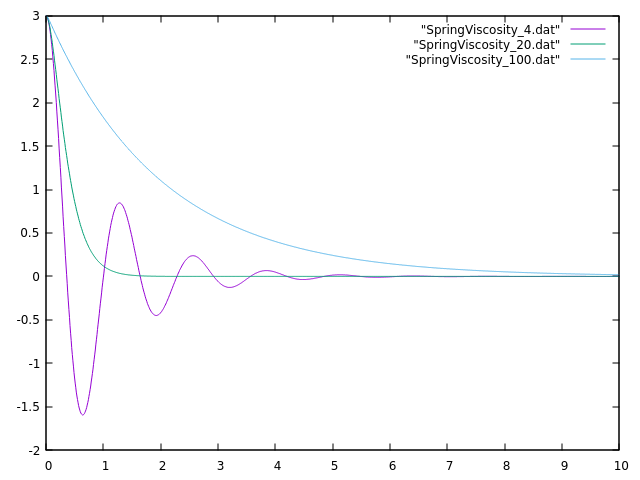 3
2.5
2
1.5
1
0.5
0
-0.5
-1
-1.5
-2
0 1 2 3 4 5 6 7 8 9 10
"SpringViscosity_4.dat"
"SpringViscosity_20.dat"
"SpringViscosity_100.dat"